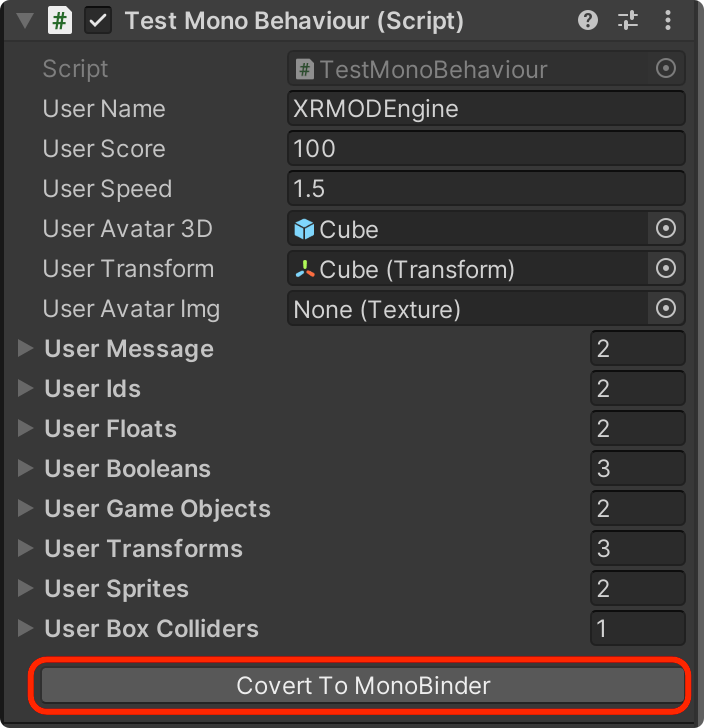 # Test Mono Behaviour (Script) ?
Script # TestMonoBehaviour
User Name XRMODEngine
User Score 100
User Speed 1.5
User Avatar 3D Cube
User Transform Cube (Transform)
User Avatar Img None (Texture)
User Message 2
User Ids 2
User Floats 2
User Booleans 3
User Game Objects 2
User Transforms 3
User Sprites 2
User Box Colliders 1
Covert To MonoBinder